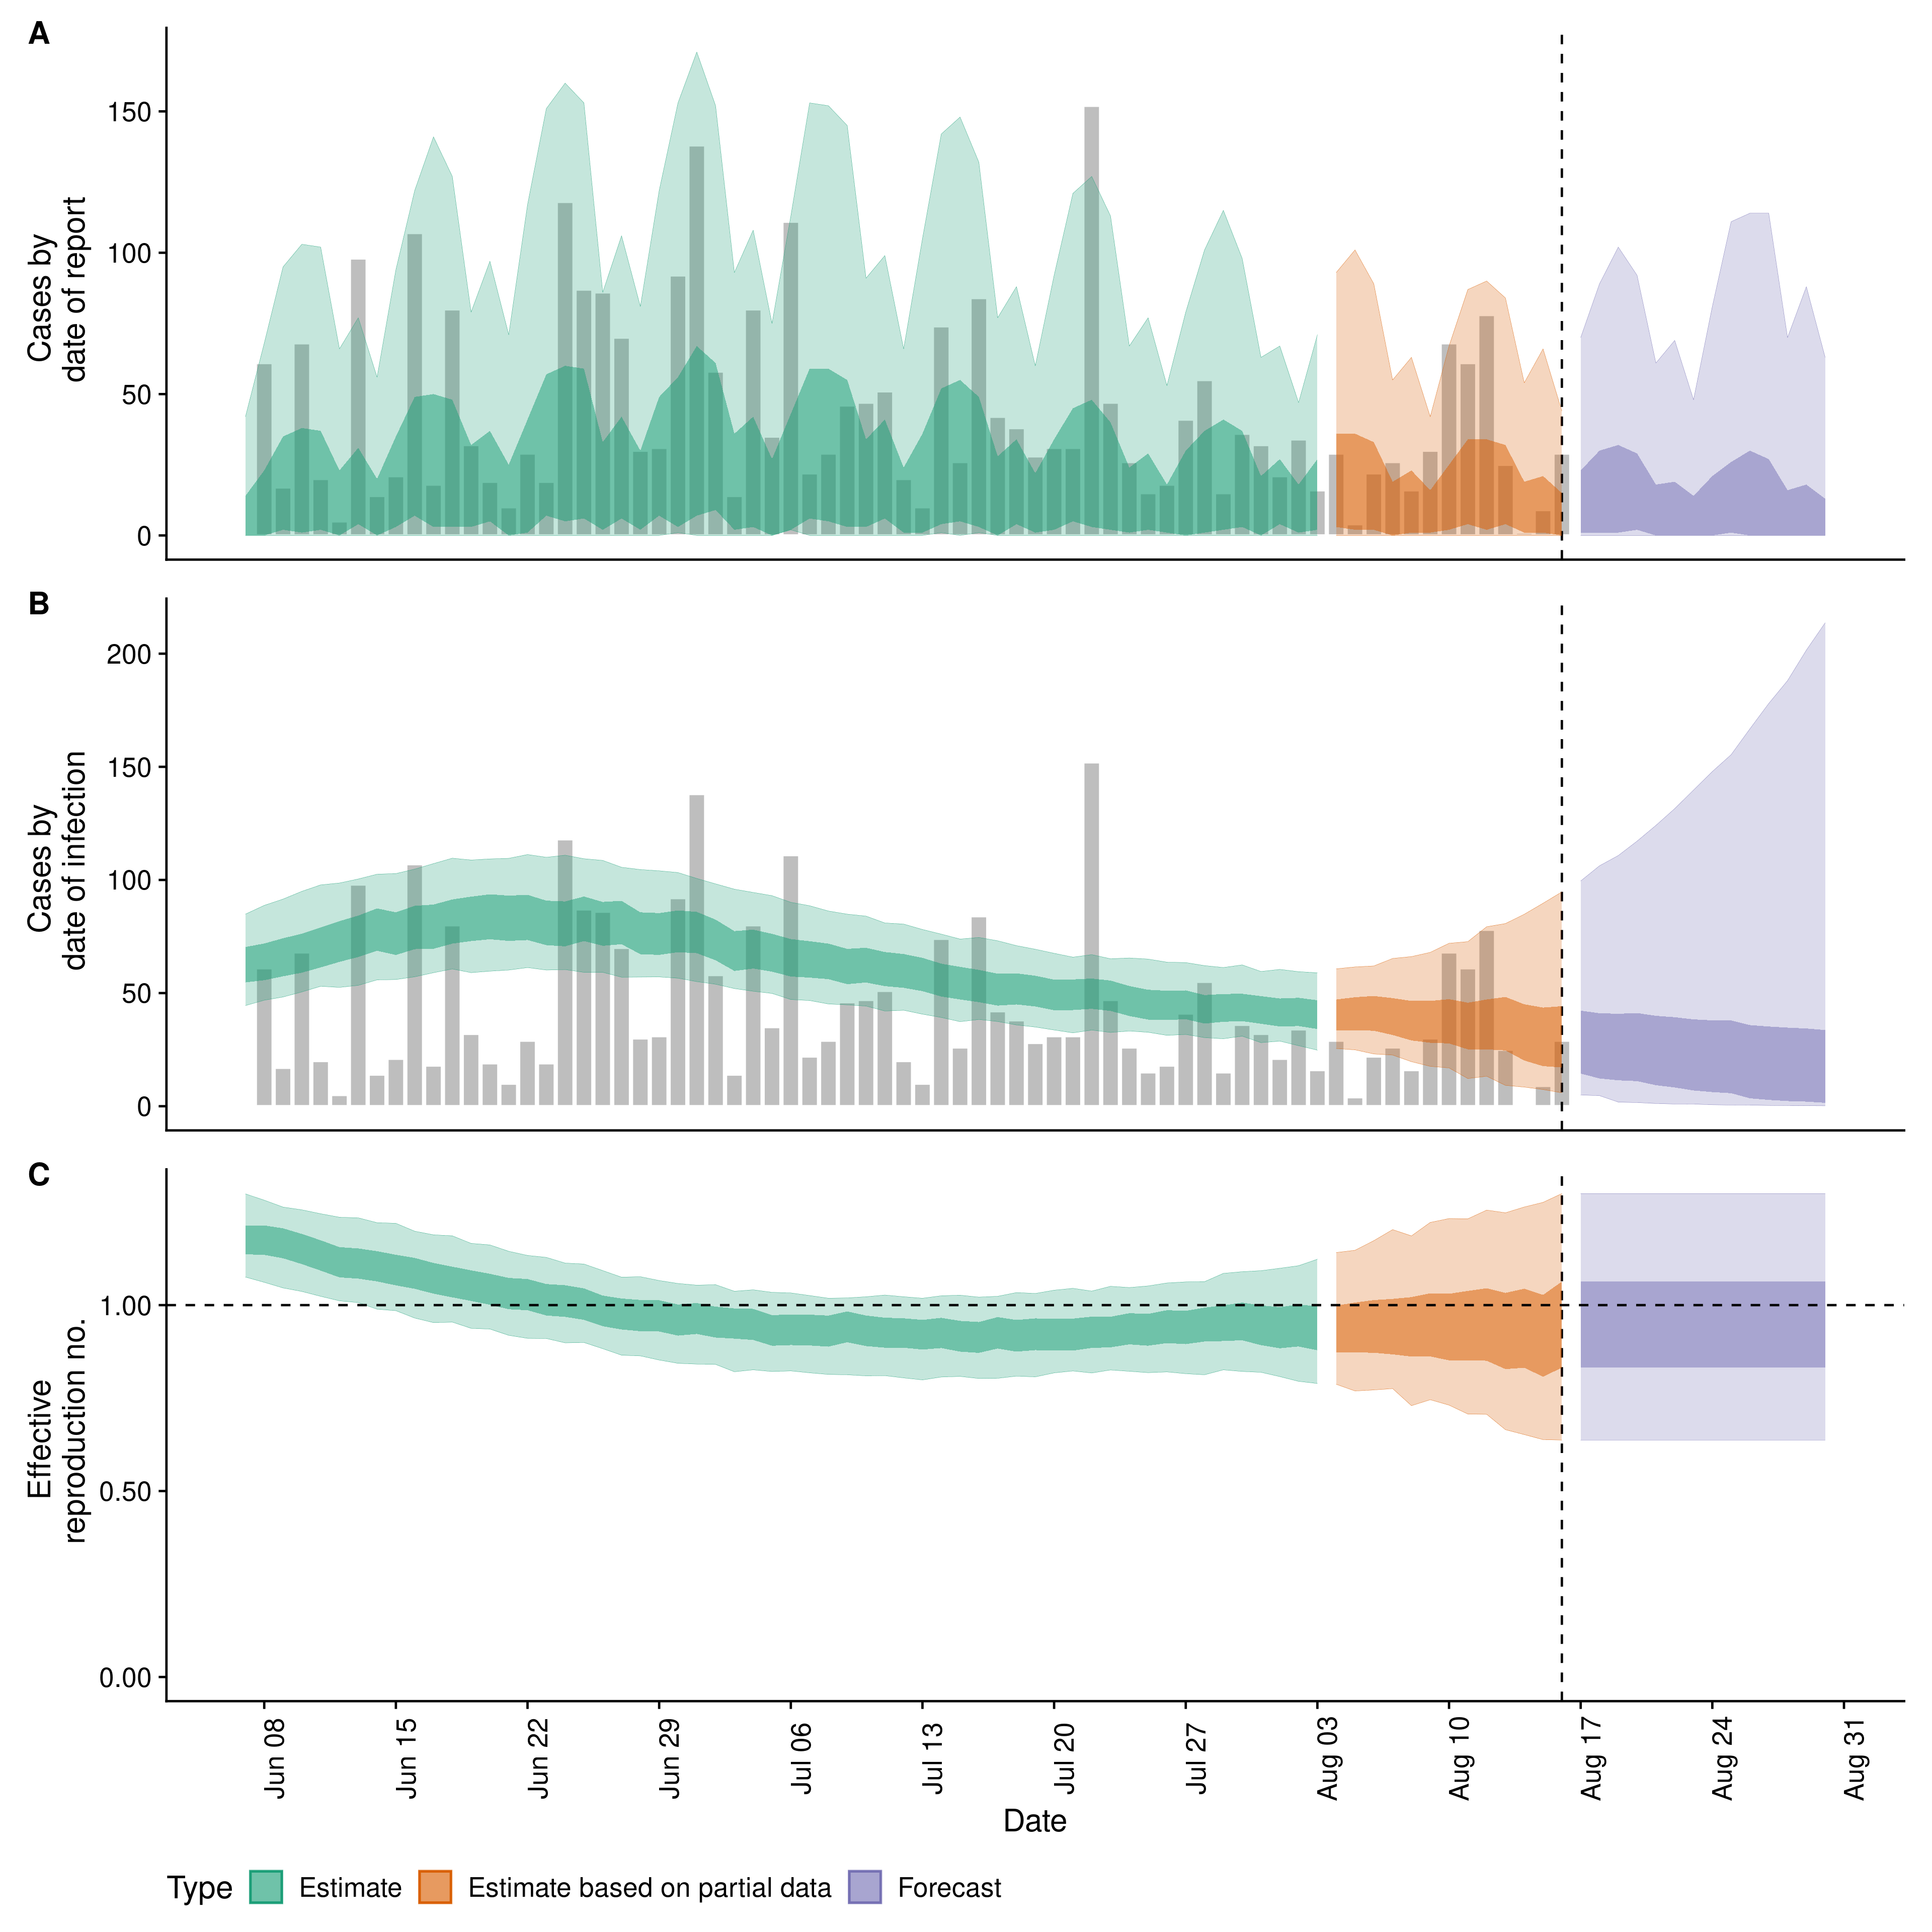 A
Cases by
date of report
150
100
50
0
B
Cases by
date of infection
200
150
100
50
0
C
Effective
reproduction no.
1.00
0.50
0.00
Jun 08
Jun 15
Jun 22
Jun 29
Jul 06
Jul 13
Jul 20
Jul 27
Aug 03
Aug 10
Aug 17
Aug 24
Aug 31
Date
Type Estimate Estimate based on partial data Forecast